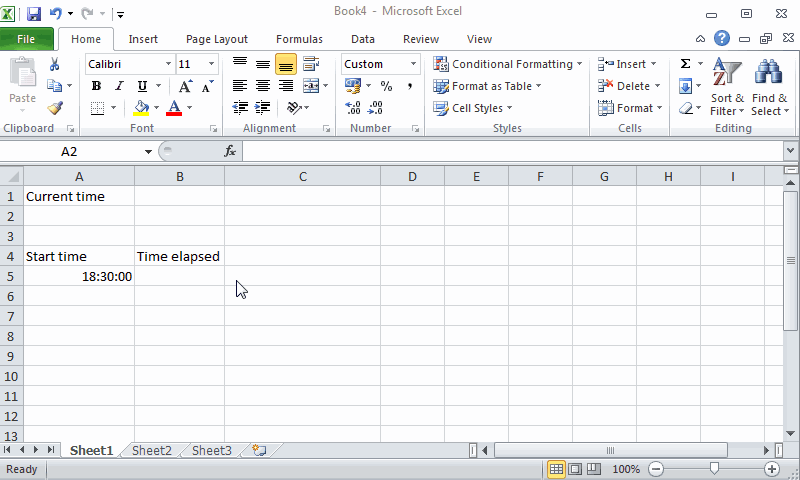 Book4 - Microsoft Excel
File Home Insert Page Layout Formulas Data Review View
Paste Calibri 11 Custom Conditional Formatting Insert
B I U % , Format as Table Delete Sort & Filter Find & Select
A Cell Styles Format
Clipboard Font Alignment Number Styles Cells Editing
A2 fx
A B C D E F G H I
1 Current time
2
3
4 Start time Time elapsed
5 18:30:00
6
7
8
9
10
11
12
13
Sheet1 Sheet2 Sheet3
Ready 100%